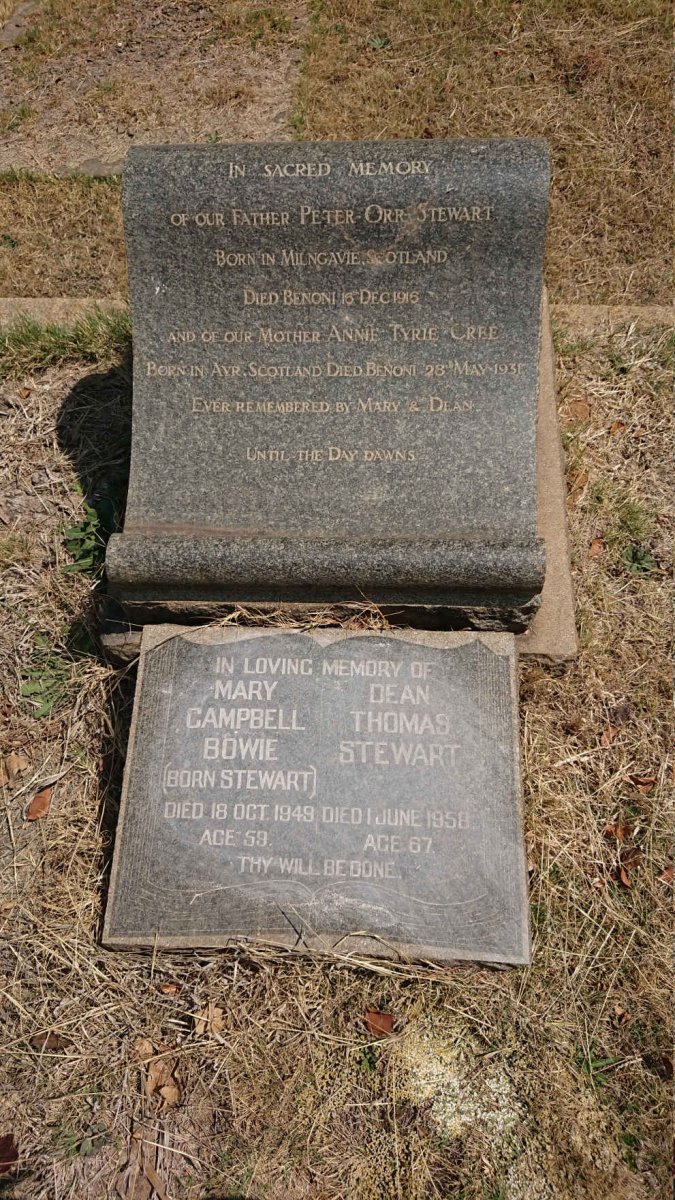 IN SACRED MEMORY
OF OUR FATHER PETER ORR STEWART
BORN IN MILNGAVIE, SCOTLAND
DIED BENONI 16 DEC 1916
AND OF OUR MOTHER ANNIE TYRIE CREE
BORN IN AYR, SCOTLAND DIED BENONI 28TH MAY 1931
EVER REMEMBERED BY MARY & DEAN
UNTIL THE DAY DAWNS
IN LOVING MEMORY OF
MARY CAMPBELL BOWIE
(BORN STEWART)
DIED 18 OCT. 1949
AGE 59.
DEAN THOMAS STEWART
DIED 1 JUNE 1958
AGE 67.
THY WILL BE DONE.